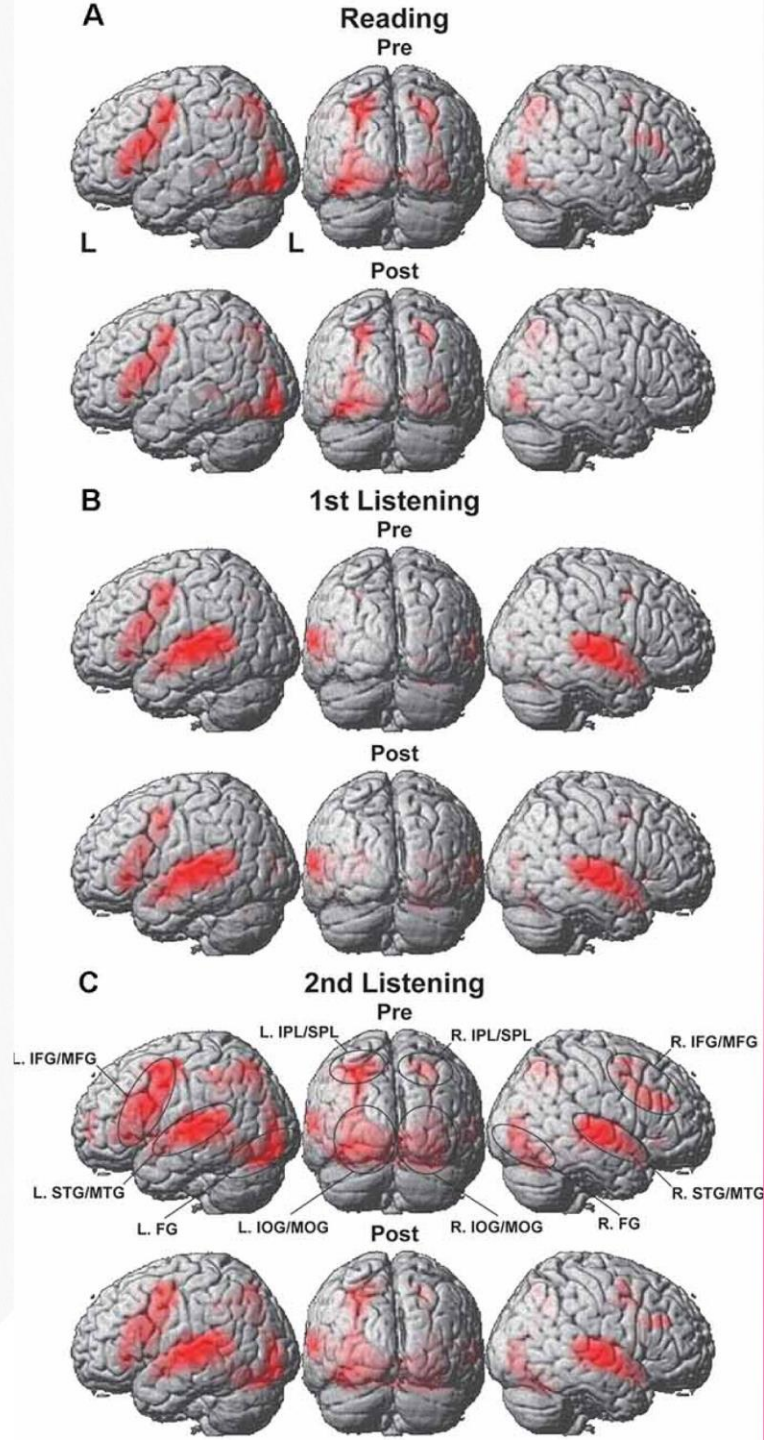 A
Reading
Pre
L
L
Post
B
1st Listening
Pre
Post
C
2nd Listening
Pre
L. IPL/SPL
R. IPL/SPL
R. IFG/MFG
L. IFG/MFG
L. STG/MTG
R. STG/MTG
L. FG
L. IOG/MOG
R. IOG/MOG
R. FG
Post